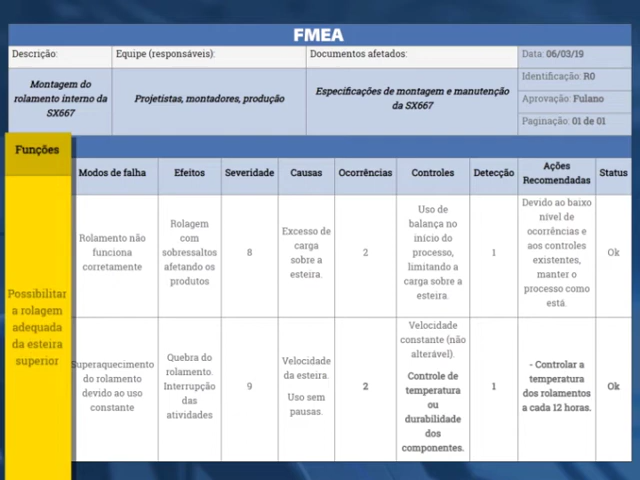 FMEA
Descrição:
Equipe (responsáveis):
Documentos afetados:
Data: 06/03/19
Montagem do
rolamento interno da
SX667
Projetistas, montadores, produção
Especificações de montagem e manutenção
da SX667
Identificação: R0
Aprovação: Fulano
Paginação: 01 de 01
Funções
Modos de falha
Efeitos
Severidade
Causas
Ocorrências
Controles
Detecção
Ações
Recomendadas
Status
Possibilitar
a rolagem
adequada
da esteira
superior
Rolamento não
funciona
corretamente
Rolagem
com
sobressaltos
afetando os
produtos
8
Excesso de
carga
sobre a
esteira.
2
Uso de
balança no
início do
processo,
limitando a
carga sobre a
esteira.
1
Devido ao baixo
nível de
ocorrências e
aos controles
existentes,
manter o
processo como
está.
Ok
Superaquecimento
do rolamento
devido ao uso
constante
Quebra do
rolamento.
Interrupção
das
atividades
9
Velocidade
da esteira.
Uso sem
pausas.
2
Velocidade
constante (não
alterável).
Controle de
temperatura
ou
durabilidade
dos
componentes.
1
- Controlar a
temperatura
dos rolamentos
a cada 12 horas.
Ok